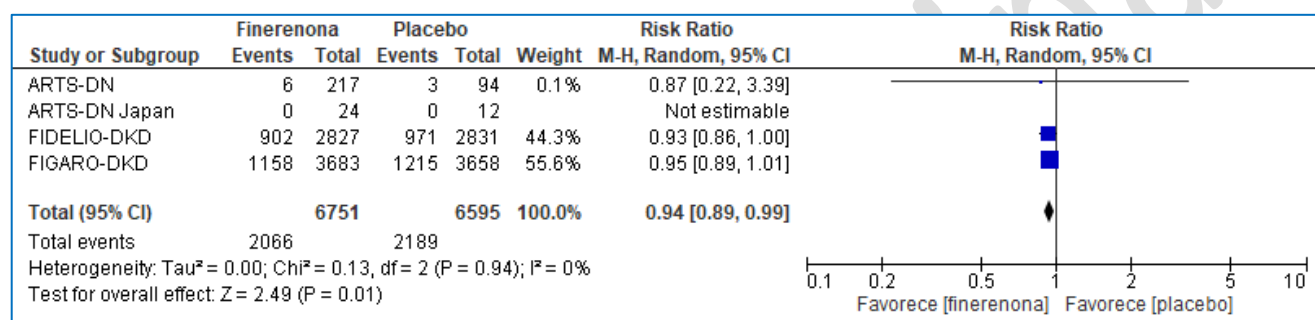 Finerenona Placebo Risk Ratio Risk Ratio
Study or Subgroup Events Total Events Total Weight M-H, Random, 95% CI M-H, Random, 95% CI
ARTS-DN 6 217 3 94 0.1% 0.87 [0.22, 3.39]
ARTS-DN Japan 0 24 0 12 Not estimable
FIDELIO-DKD 902 2827 971 2831 44.3% 0.93 [0.86, 1.00]
FIGARO-DKD 1158 3683 1215 3658 55.6% 0.95 [0.89, 1.01]
Total (95% CI) 6751 6595 100.0% 0.94 [0.89, 0.99]
Total events 2066 2189
Heterogeneity: Tau² = 0.00; Chi² = 0.13, df = 2 (P = 0.94); I² = 0%
Test for overall effect: Z = 2.49 (P = 0.01)
0.1 0.2 0.5 1 2 5 10
Favorece [finerenona] Favorece [placebo]